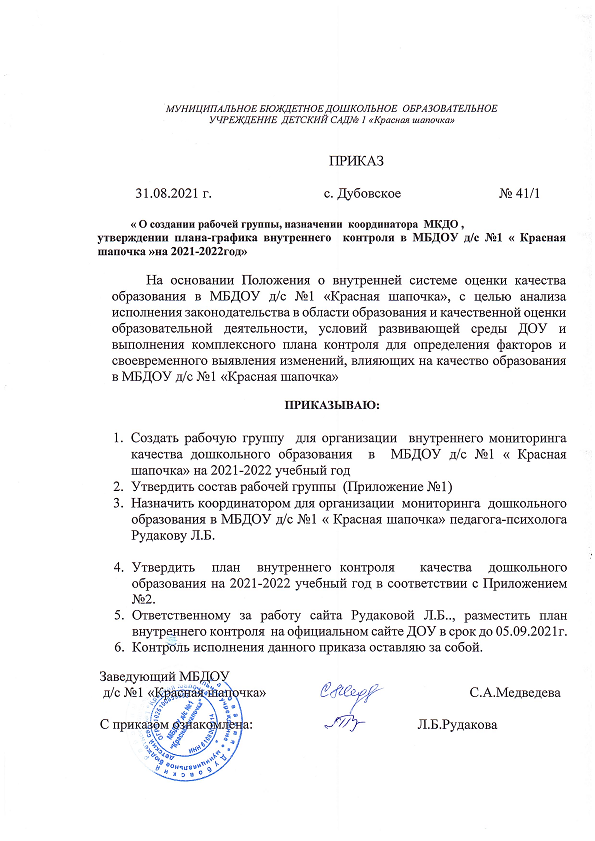 МУНИЦИПАЛЬНОЕ БЮДЖЕТНОЕ ДОШКОЛЬНОЕ ОБРАЗОВАТЕЛЬНОЕ
УЧРЕЖДЕНИЕ ДЕТСКИЙ САД№ 1 «Красная шапочка»
ПРИКАЗ
31.08.2021 г. с. Дубовское № 41/1
« О создании рабочей группы, назначении координатора МКДО ,
утверждении плана-графика внутреннего контроля в МБДОУ д/с №1 « Красная
шапочка »на 2021-2022год»
На основании Положения о внутренней системе оценки качества
образования в МБДОУ д/с №1 «Красная шапочка», с целью анализа
исполнения законодательства в области образования и качественной оценки
образовательной деятельности, условий развивающей среды ДОУ и
выполнения комплексного плана контроля для определения факторов и
своевременного выявления изменений, влияющих на качество образования
в МБДОУ д/с №1 «Красная шапочка»
ПРИКАЗЫВАЮ:
1. Создать рабочую группу для организации внутреннего мониторинга
качества дошкольного образования в МБДОУ д/с №1 « Красная
шапочка» на 2021-2022 учебный год
2. Утвердить состав рабочей группы (Приложение №1)
3. Назначить координатором для организации мониторинга дошкольного
образования в МБДОУ д/с №1 « Красная шапочка» педагога-психолога
Рудакову Л.Б.
4. Утвердить план внутреннего контроля качества дошкольного
образования на 2021-2022 учебный год в соответствии с Приложением
№2.
5. Ответственному за работу сайта Рудаковой Л.Б.., разместить план
внутреннего контроля на официальном сайте ДОУ в срок до 05.09.2021г.
6. Контроль исполнения данного приказа оставляю за собой.
Заведующий МБДОУ
д/с №1 «Красная шапочка» С.А.Медведева
С приказом ознакомлена: Л.Б.Рудакова
МБДОУ д/с №1
"Красная шапочка"